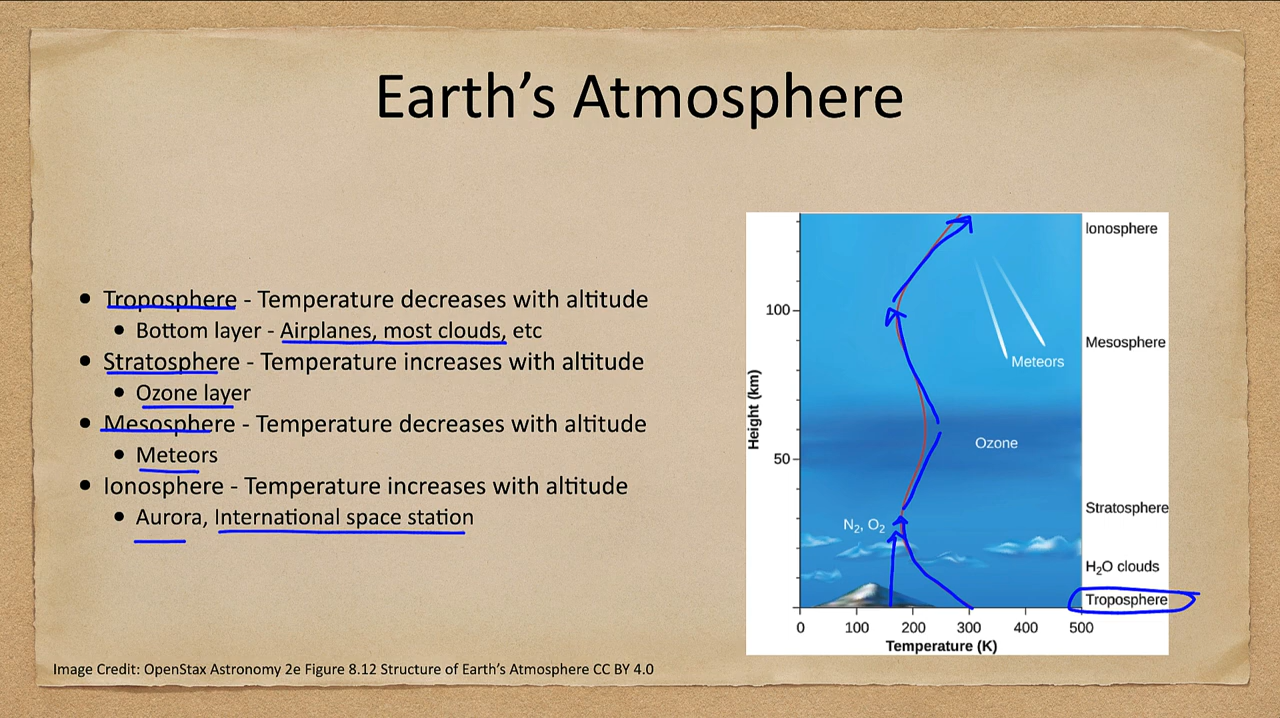 Earth’s Atmosphere
• Troposphere - Temperature decreases with altitude
• Bottom layer - Airplanes, most clouds, etc
• Stratosphere - Temperature increases with altitude
• Ozone layer
• Mesosphere - Temperature decreases with altitude
• Meteors
• Ionosphere - Temperature increases with altitude
• Aurora, International space station
Ionosphere
100
Mesosphere
Meteors
Height (km)
Ozone
50
Stratosphere
N₂, O₂
H₂O clouds
Troposphere
0 100 200 300 400 500
Temperature (K)
Image Credit: OpenStax Astronomy 2e Figure 8.12 Structure of Earth’s Atmosphere CC BY 4.0